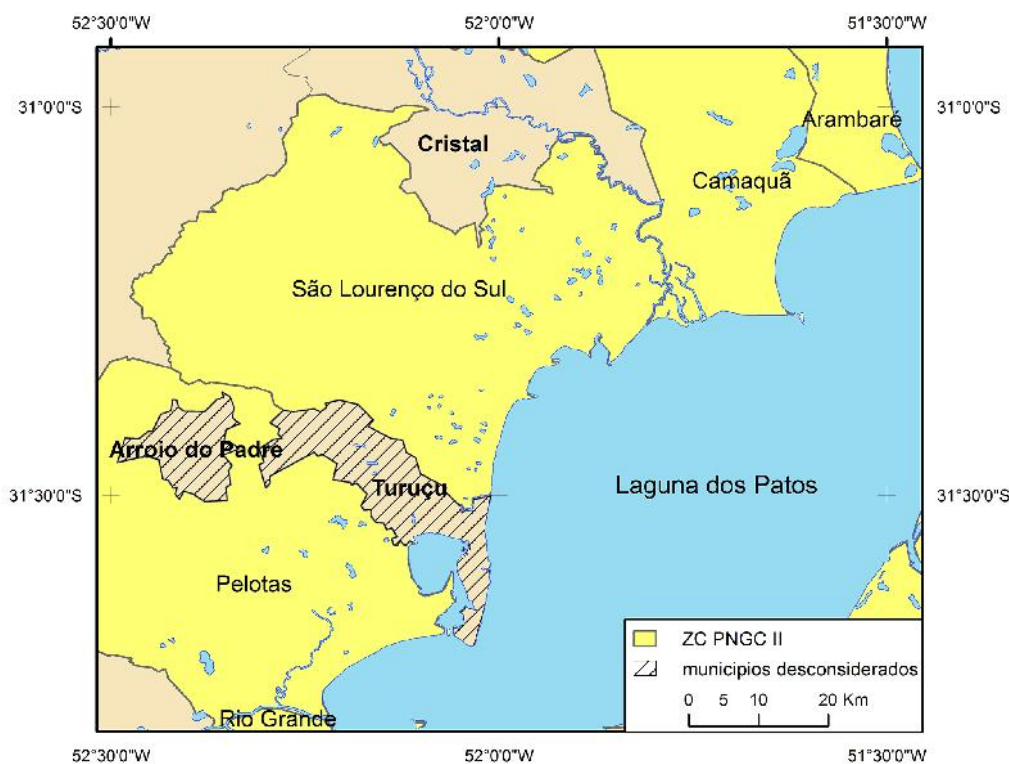 52°30'0"W
52°0'0"W
51°30'0"W
31°0'0"S
31°0'0"S
Arambaré
Cristal
Camaquã
São Lourenço do Sul
Arroio do Padre
Turuçu
Laguna dos Patos
31°30'0"S
31°30'0"S
Pelotas
ZC PNGC II
municipios desconsiderados
0 5 10 20 Km
Rio Grande
52°30'0"W
52°0'0"W
51°30'0"W